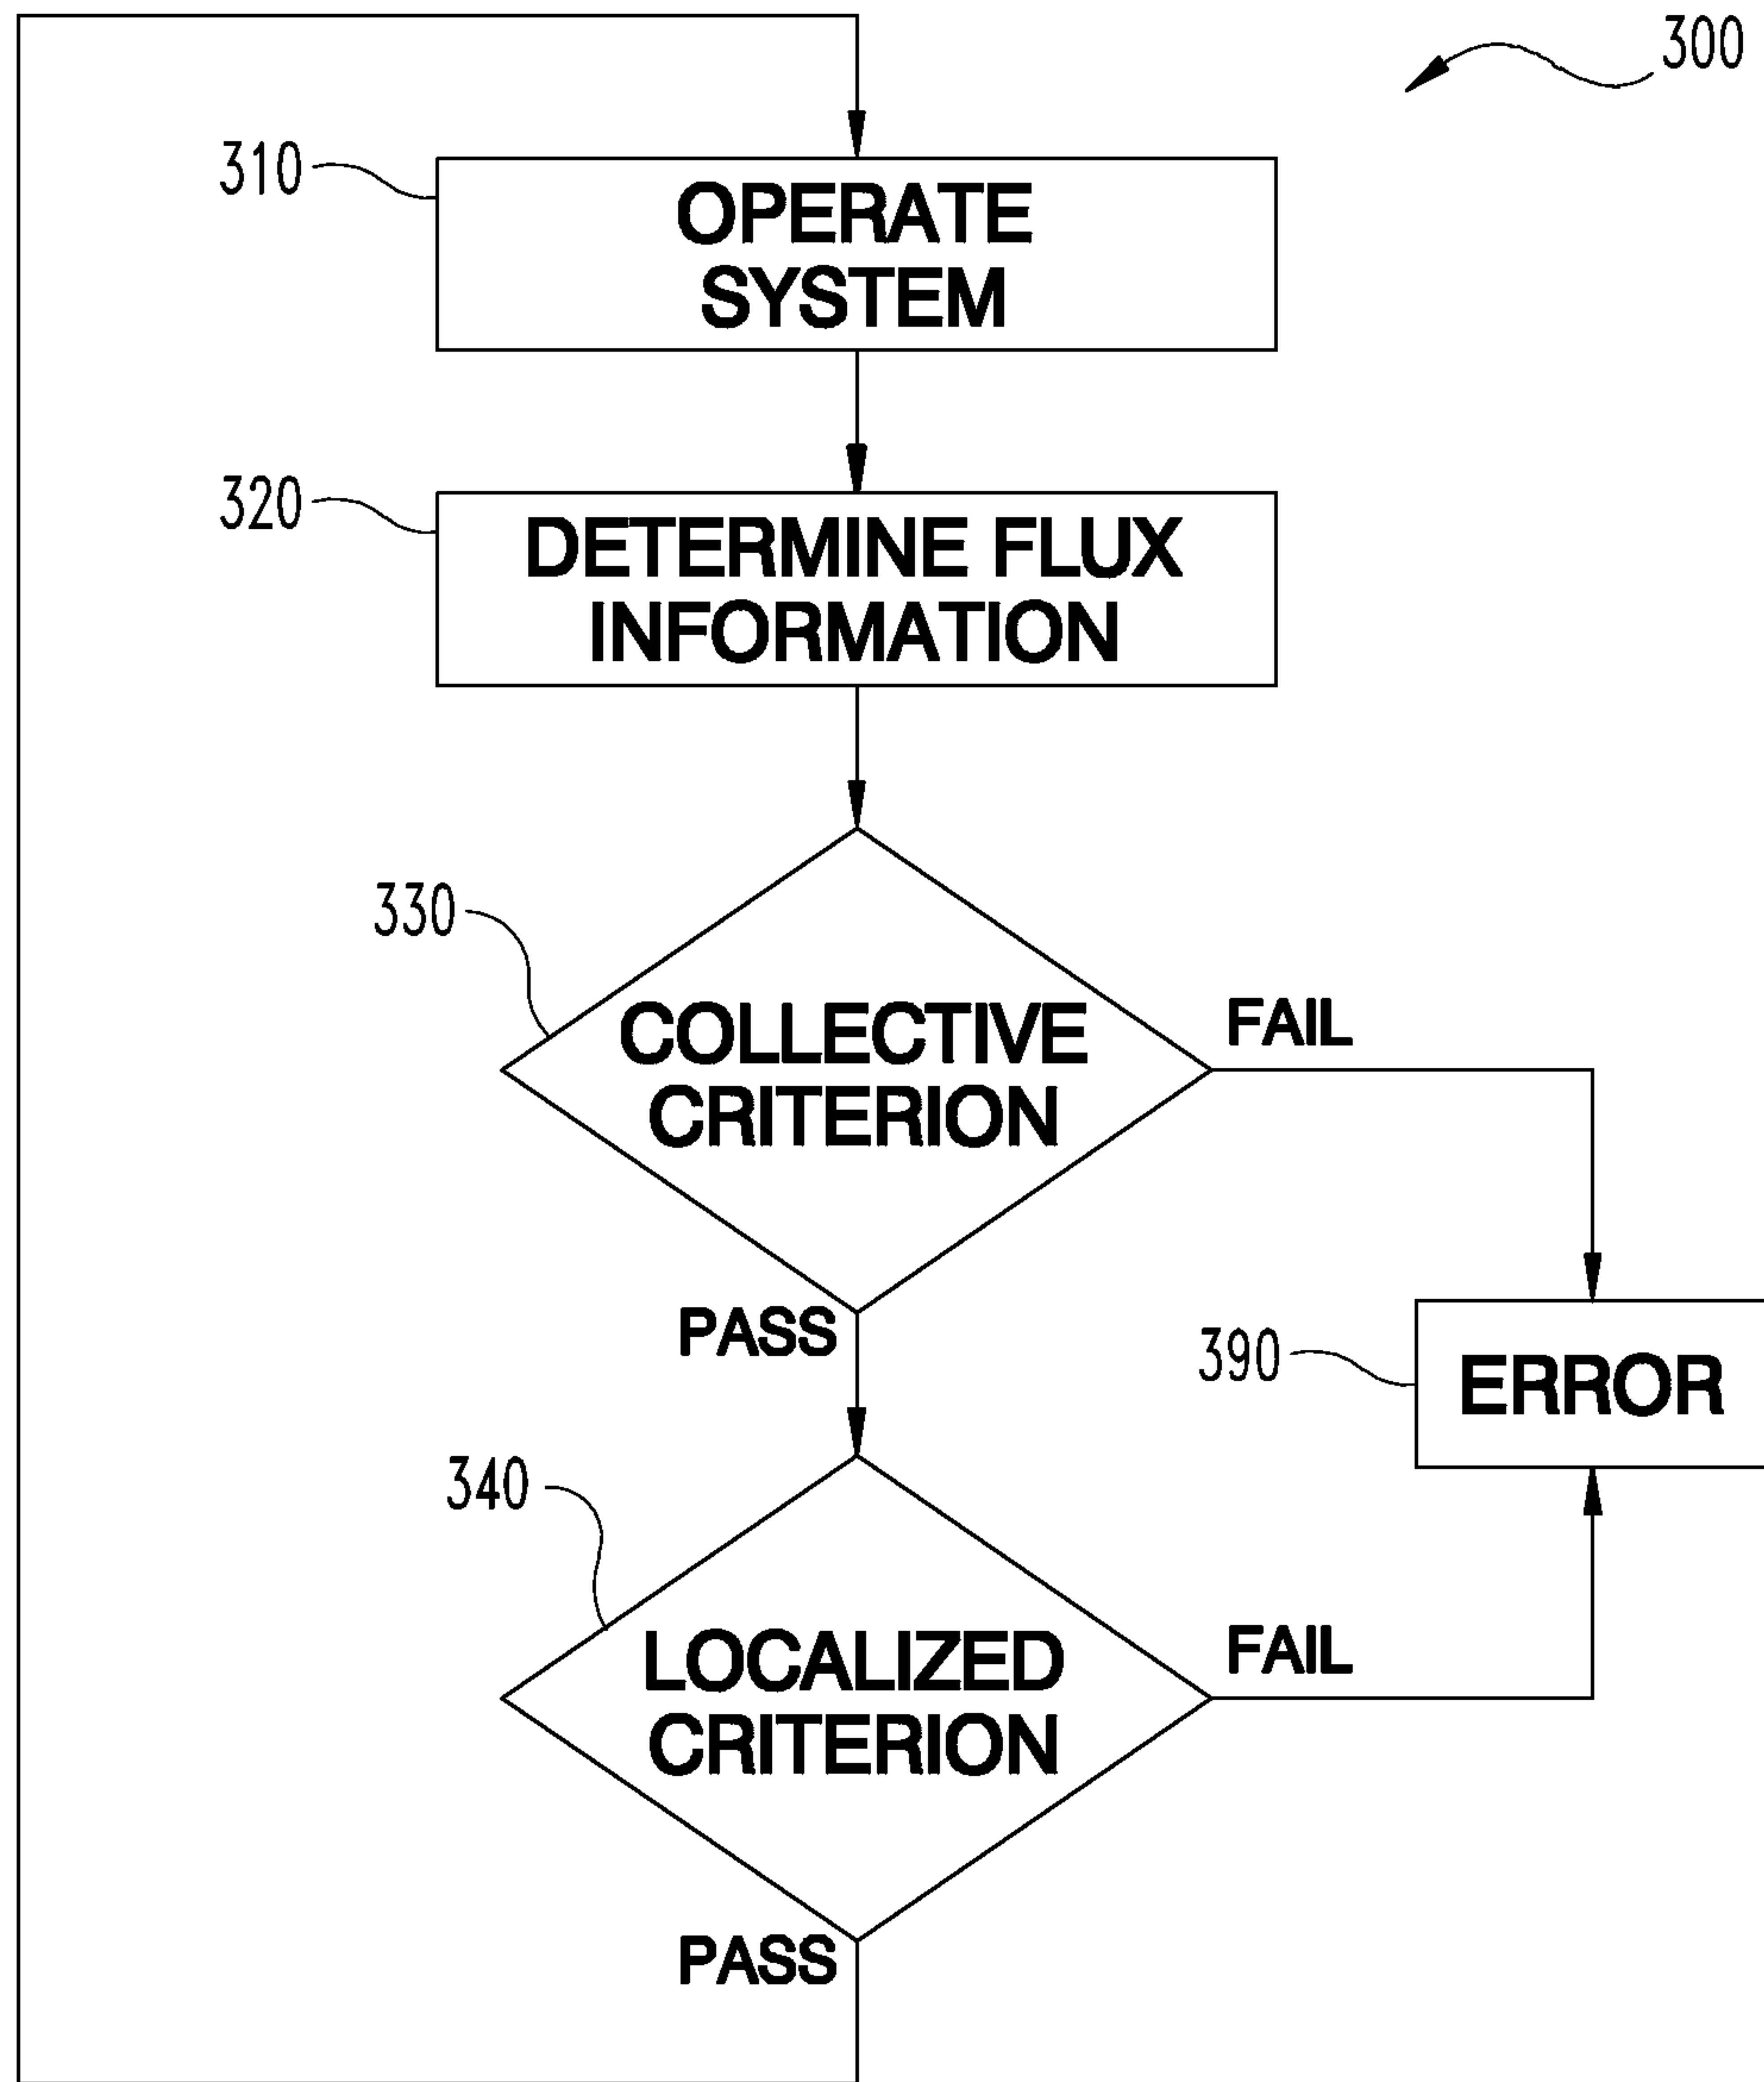 300
310
OPERATE
SYSTEM
320
DETERMINE FLUX
INFORMATION
330
COLLECTIVE
CRITERION
FAIL
PASS
390
ERROR
340
LOCALIZED
CRITERION
FAIL
PASS